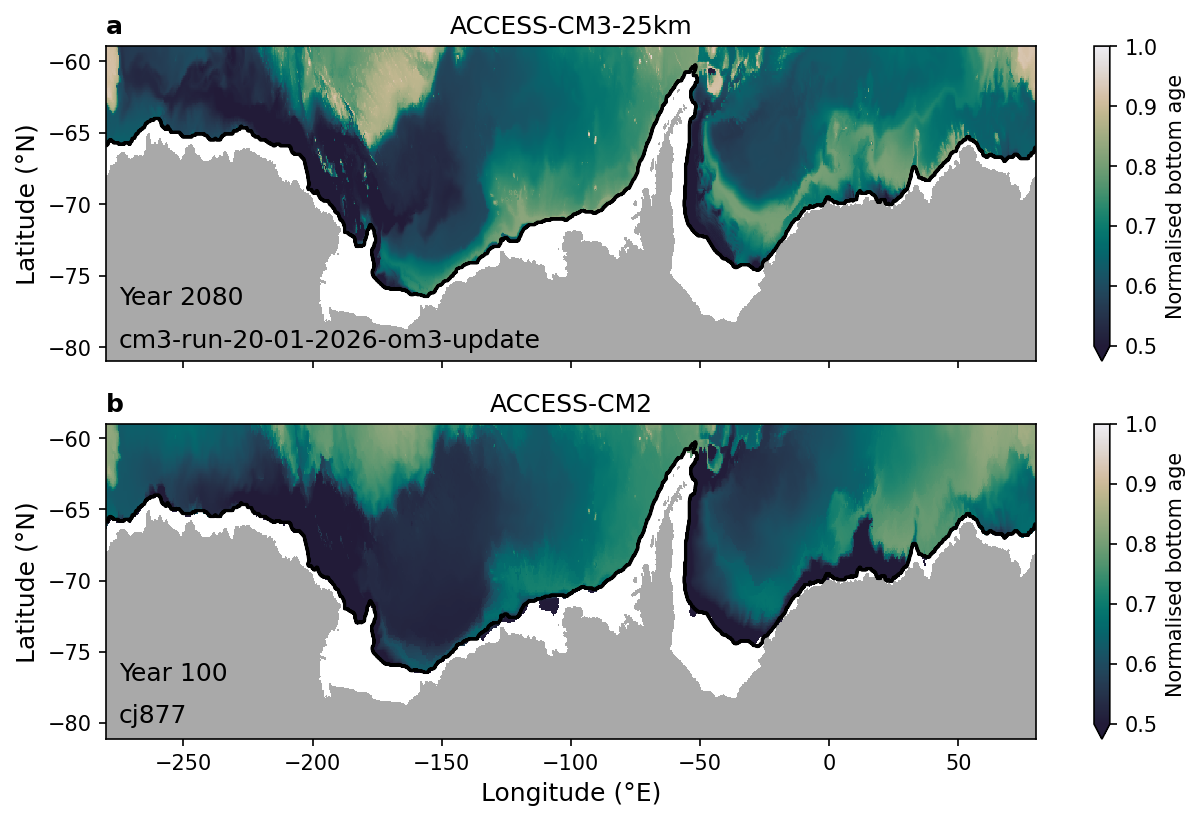 a
ACCESS-CM3-25km
−60
−65
−70
−75
−80
Latitude (°N)
Year 2080
cm3-run-20-01-2026-om3-update
1.0
0.9
0.8
0.7
0.6
0.5
Normalised bottom age
b
ACCESS-CM2
−60
−65
−70
−75
−80
Latitude (°N)
Year 100
cj877
−250
−200
−150
−100
−50
0
50
Longitude (°E)
1.0
0.9
0.8
0.7
0.6
0.5
Normalised bottom age